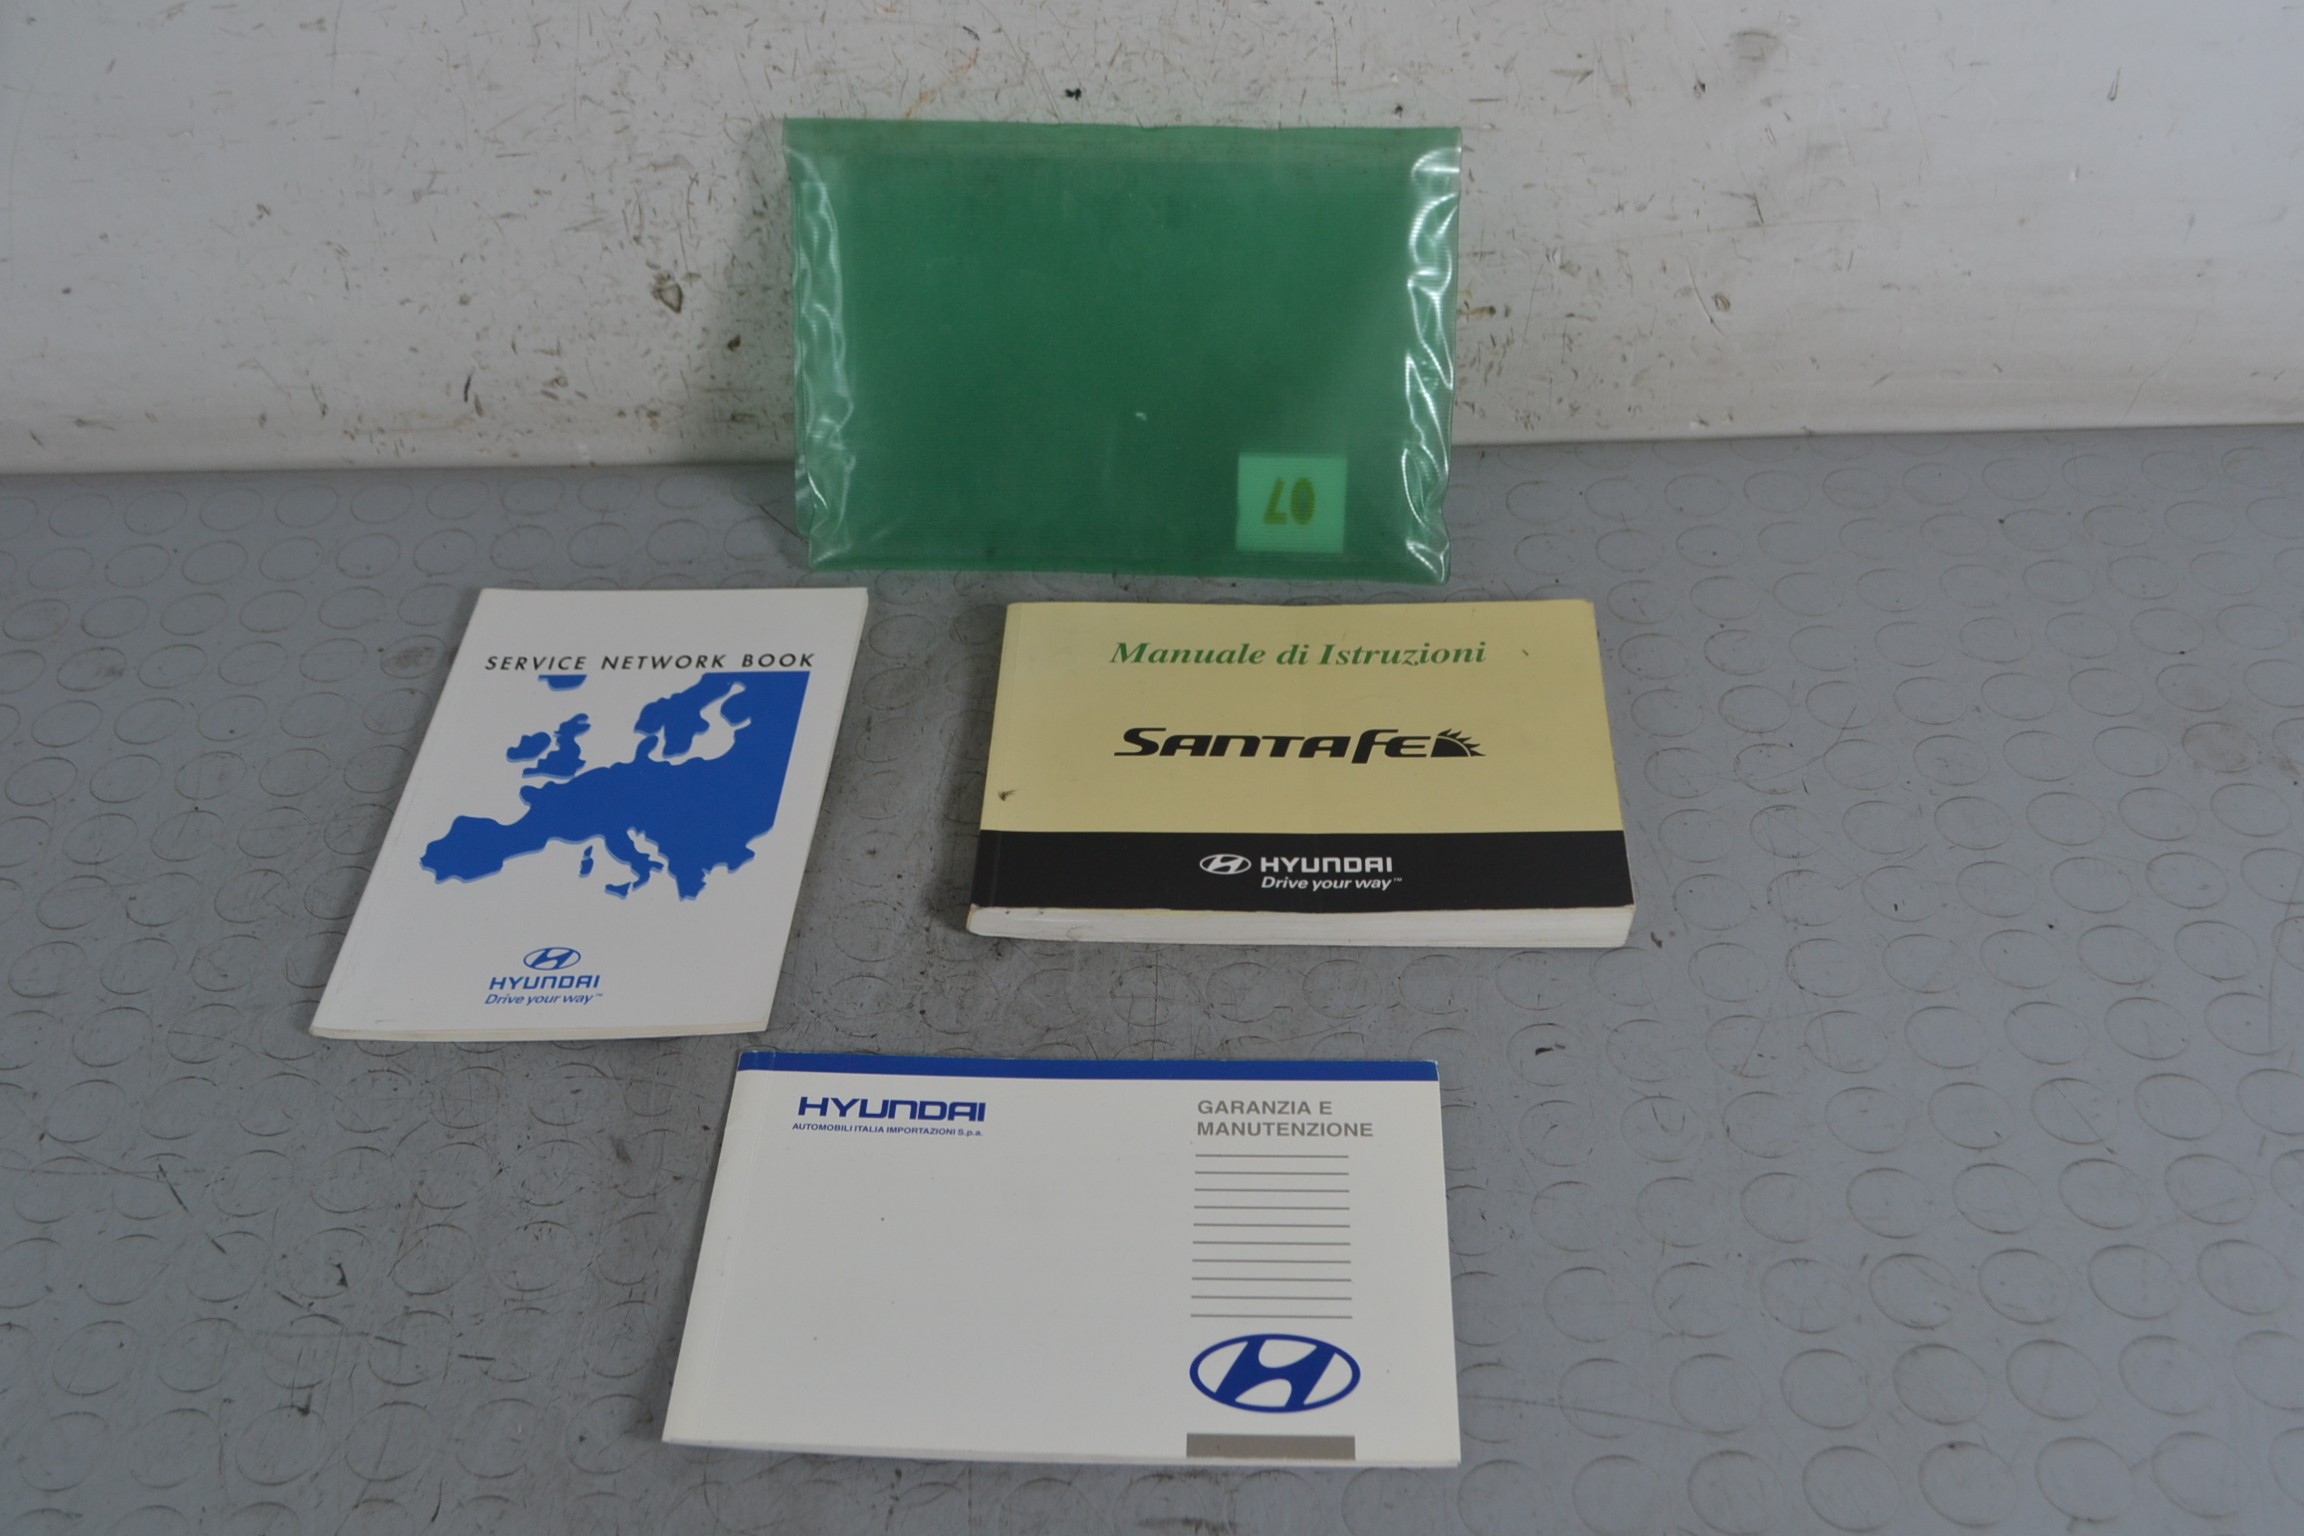 07
SERVICE NETWORK BOOK
HYUNDAI
Drive your way™
Manuale di Istruzioni
SANTAFE
HYUNDAI
Drive your way™
HYUNDAI
AUTOMOBILI ITALIA IMPORTAZIONI S.p.a.
GARANZIA E
MANUTENZIONE